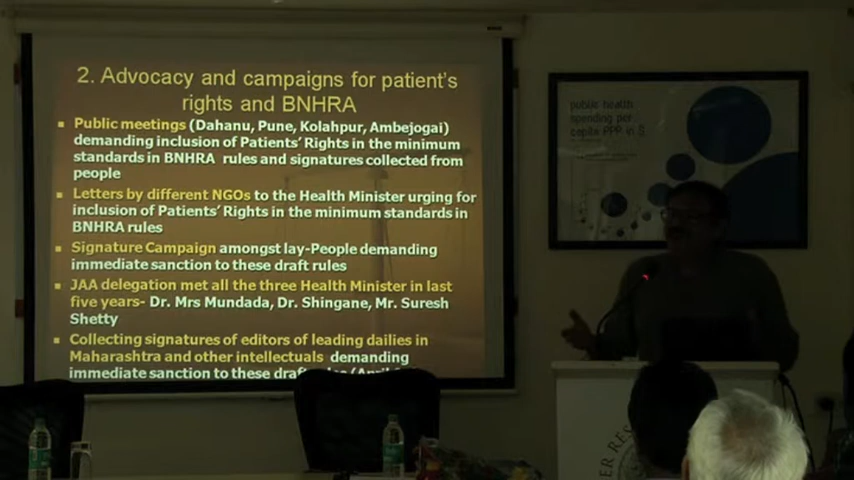 2. Advocacy and campaigns for patient's
rights and BNHRA
Public meetings (Dahanu, Pune, Kolahpur, Ambejogai)
demanding inclusion of Patients' Rights in the minimum
standards in BNHRA rules and signatures collected from
people
Letters by different NGOs to the Health Minister urging for
inclusion of Patients' Rights in the minimum standards in
BNHRA rules
Signature Campaign amongst lay-People demanding
immediate sanction to these draft rules
JAA delegation met all the three Health Minister in last
five years- Dr. Mrs Mundada, Dr. Shingane, Mr. Suresh
Shetty
Collecting signatures of editors of leading dailies in
Maharashtra and other intellectuals demanding
immediate sanction to these draft
public health
spending per
capita PPP in $